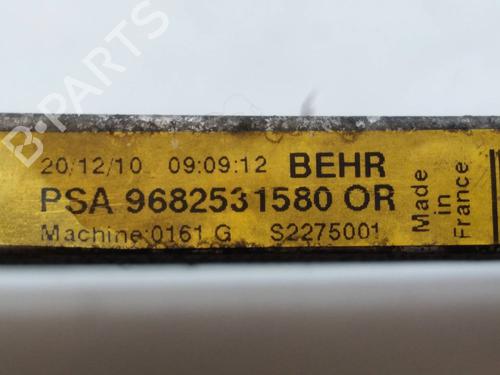 20/12/10 09:09:12 BEHR
PSA 9682531580 OR
Machine:0161 G S2275001
Made in France
B-PARTS